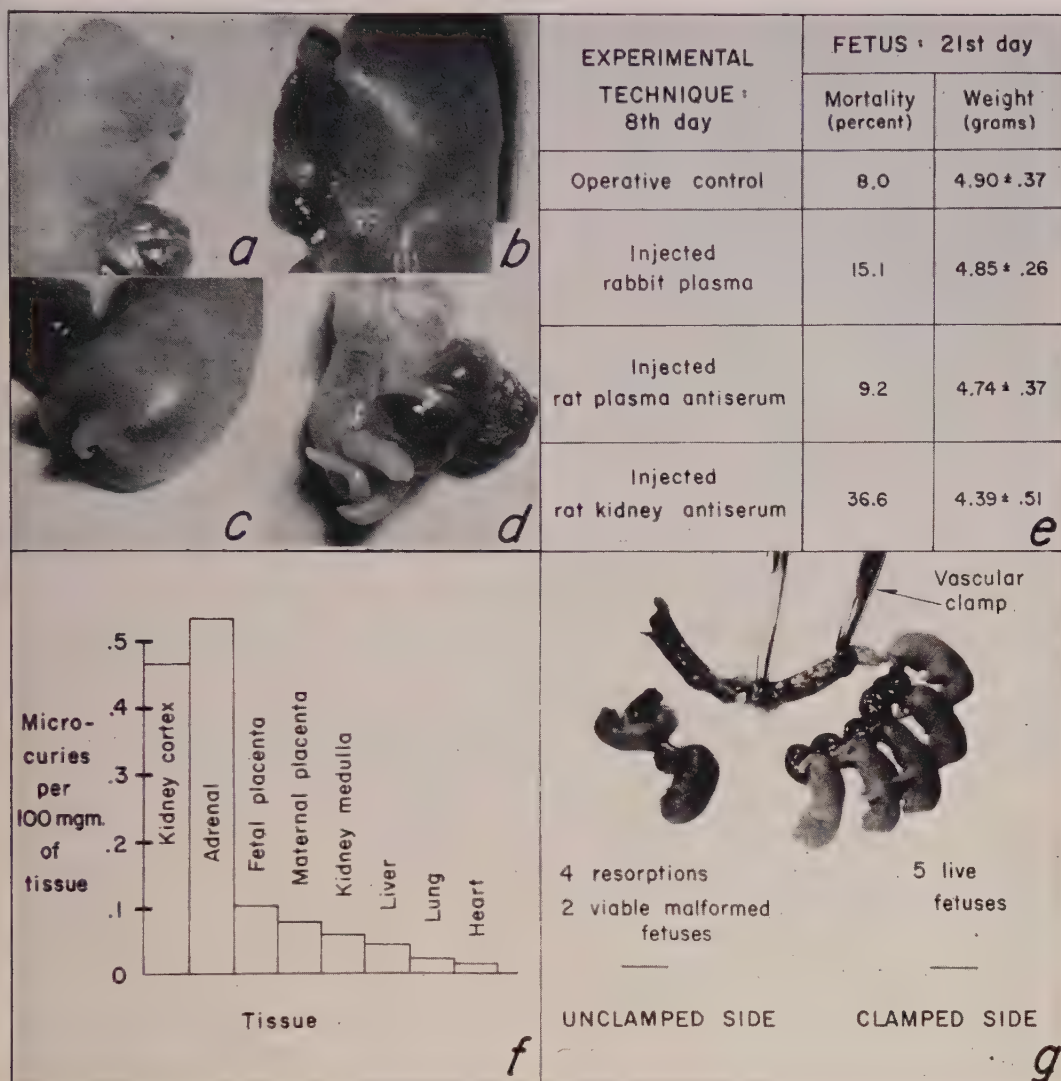 a
b
c
d
EXPERIMENTAL
TECHNIQUE:
8th day
FETUS: 21st day
Mortality
(percent)
Weight
(grams)
Operative control
8.0
4.90 ± .37
Injected
rabbit plasma
15.1
4.85 ± .26
Injected
rat plasma antiserum
9.2
4.74 ± .37
Injected
rat kidney antiserum
36.6
4.39 ± .51
e
Micro-
curies
per
100 mgm.
of
tissue
.5
.4
.3
.2
.1
0
Kidney cortex
Adrenal
Fetal placenta
Maternal placenta
Kidney medulla
Liver
Lung
Heart
Tissue
f
Vascular
clamp
4 resorptions
2 viable malformed
fetuses
5 live
fetuses
UNCLAMPED SIDE
CLAMPED SIDE
g